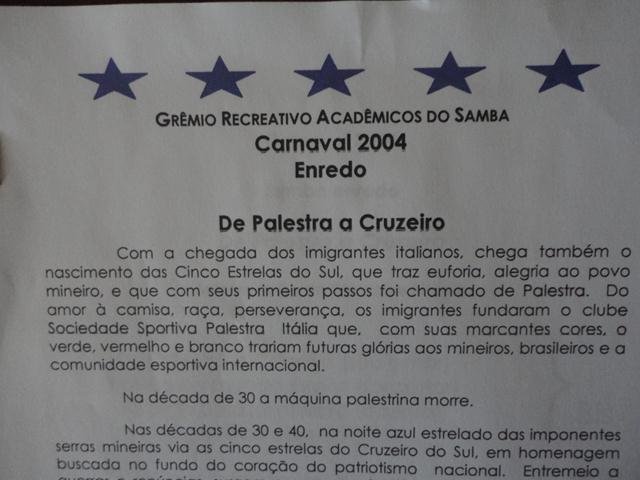 GRÊMIO RECREATIVO ACADÊMICOS DO SAMBA
Carnaval 2004
Enredo
De Palestra a Cruzeiro
Com a chegada dos imigrantes italianos, chega também o
nascimento das Cinco Estrelas do Sul, que traz euforia, alegria ao povo
mineiro, e que com seus primeiros passos foi chamado de Palestra. Do
amor à camisa, raça, perseverança, os imigrantes fundaram o clube
Sociedade Sportiva Palestra Itália que, com suas marcantes cores, o
verde, vermelho e branco trariam futuras glórias aos mineiros, brasileiros e a
comunidade esportiva internacional.
Na década de 30 a máquina palestrina morre.
Nas décadas de 30 e 40, na noite azul estrelado das imponentes
serras mineiras via as cinco estrelas do Cruzeiro do Sul, em homenagem
buscada no fundo do coração do patriotismo nacional. Entremeio a